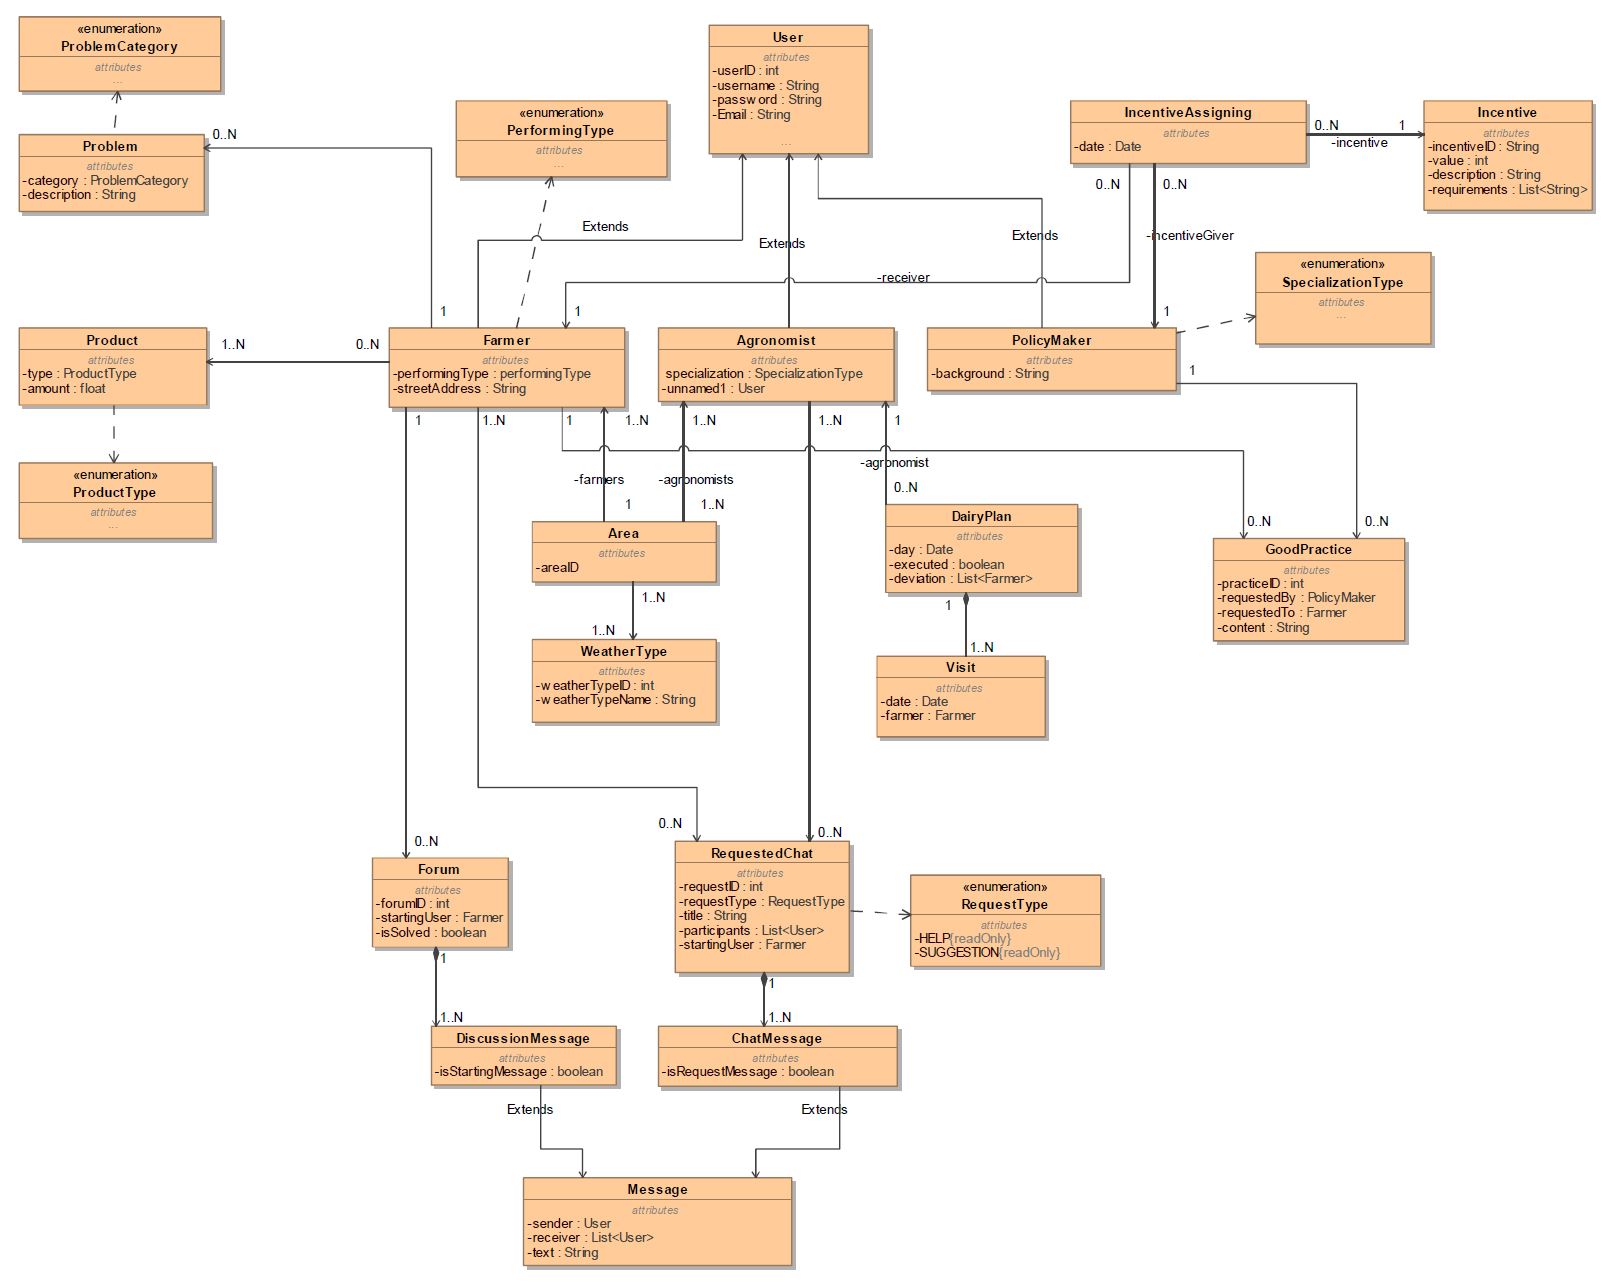 «enumeration»
ProblemCategory
attributes
...
User
attributes
-userID : int
-username : String
-password : String
-Email : String
...
«enumeration»
PerformingType
attributes
...
IncentiveAssigning
attributes
-date : Date
0..N
1
-incentive
Incentive
attributes
-incentiveID : String
-value : int
-description : String
-requirements : List<String>
Problem
attributes
-category : ProblemCategory
-description : String
0..N
Extends
Extends
Extends
0..N
0..N
-incentiveGiver
-receiver
«enumeration»
SpecializationType
attributes
...
1
1
1
Product
attributes
-type : ProductType
-amount : float
1..N
0..N
Farmer
attributes
-performingType : performingType
-streetAddress : String
Agronomist
attributes
specialization : SpecializationType
-unnamed1 : User
PolicyMaker
attributes
-background : String
1
1
1..N
1
1..N
1..N
1..N
1
«enumeration»
ProductType
attributes
...
-farmers
-agronomists
-agronomist
1
1..N
0..N
0..N
0..N
Area
attributes
-areaID
DairyPlan
attributes
-day : Date
-executed : boolean
-deviation : List<Farmer>
GoodPractice
attributes
-practiceID : int
-requestedBy : PolicyMaker
-requestedTo : Farmer
-content : String
1..N
1..N
1
1..N
WeatherType
attributes
-weatherTypeID : int
-weatherTypeName : String
Visit
attributes
-date : Date
-farmer : Farmer
0..N
0..N
0..N
Forum
attributes
-forumID : int
-startingUser : Farmer
-isSolved : boolean
RequestedChat
attributes
-requestID : int
-requestType : RequestType
-title : String
-participants : List<User>
-startingUser : Farmer
«enumeration»
RequestType
attributes
-HELP{readOnly}
-SUGGESTION{readOnly}
1
1
1..N
1..N
DiscussionMessage
attributes
-isStartingMessage : boolean
ChatMessage
attributes
-isRequestMessage : boolean
Extends
Extends
Message
attributes
-sender : User
-receiver : List<User>
-text : String